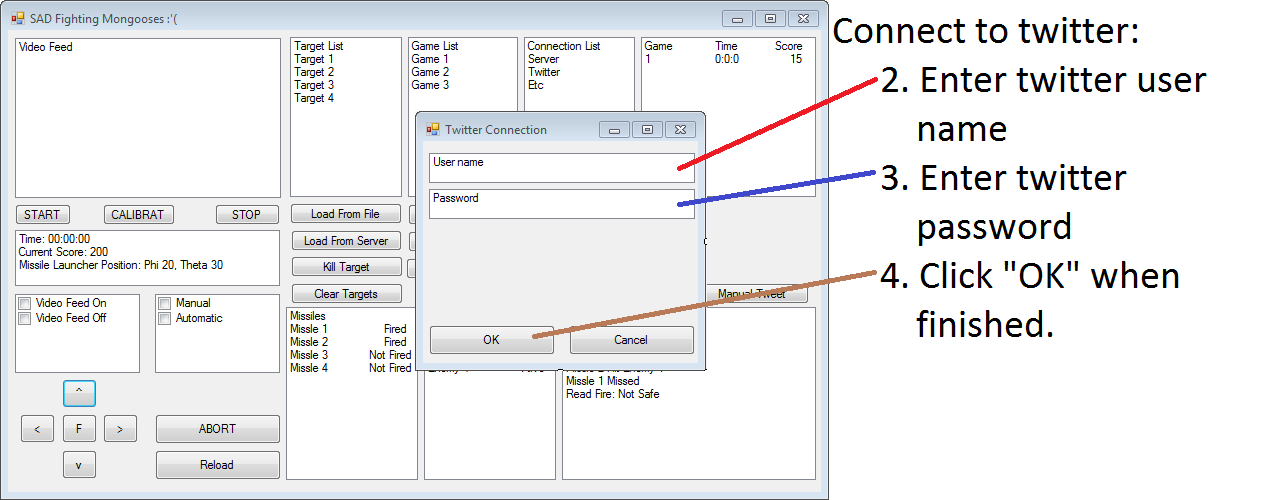 SAD Fighting Mongooses :'(
Video Feed
Target List
Target 1
Target 2
Target 3
Target 4
Game List
Game 1
Game 2
Game 3
Connection List
Server
Twitter
Etc
Game Time Score
1 0:0:0 15
START CALIBRAT STOP
Load From File
Load From Server
Kill Target
Clear Targets
Manual Tweet
Time: 00:00:00
Current Score: 200
Missile Launcher Position: Phi 20, Theta 30
Video Feed On
Video Feed Off
Manual
Automatic
^
< F >
v
ABORT
Reload
Missiles
Missle 1 Fired
Missle 2 Fired
Missle 3 Not Fired
Missle 4 Not Fired
Missle 1 Missed
Read Fire: Not Safe
Twitter Connection
User name
Password
OK Cancel
Connect to twitter:
2. Enter twitter user
name
3. Enter twitter
password
4. Click "OK" when
finished.